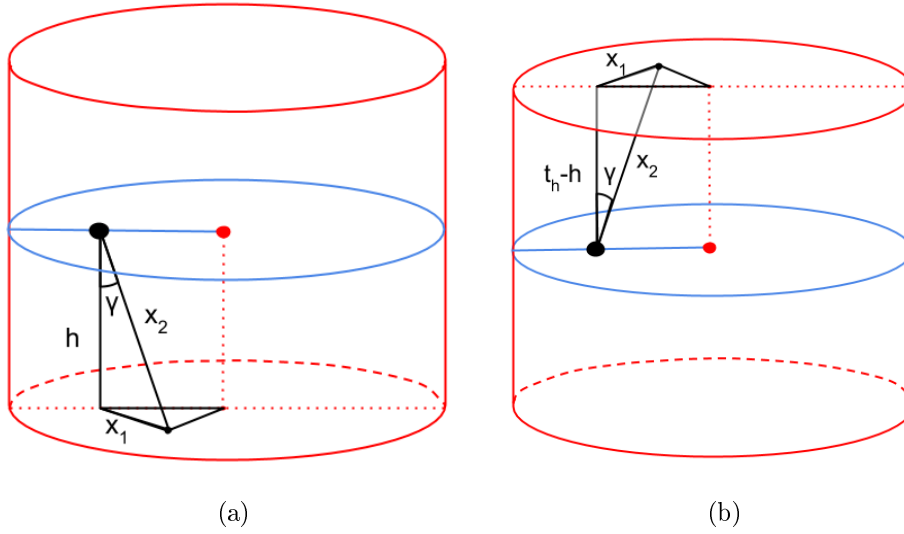 x₁
tₕ-h
γ
x₂
γ
x₂
h
x₁
(a)
(b)